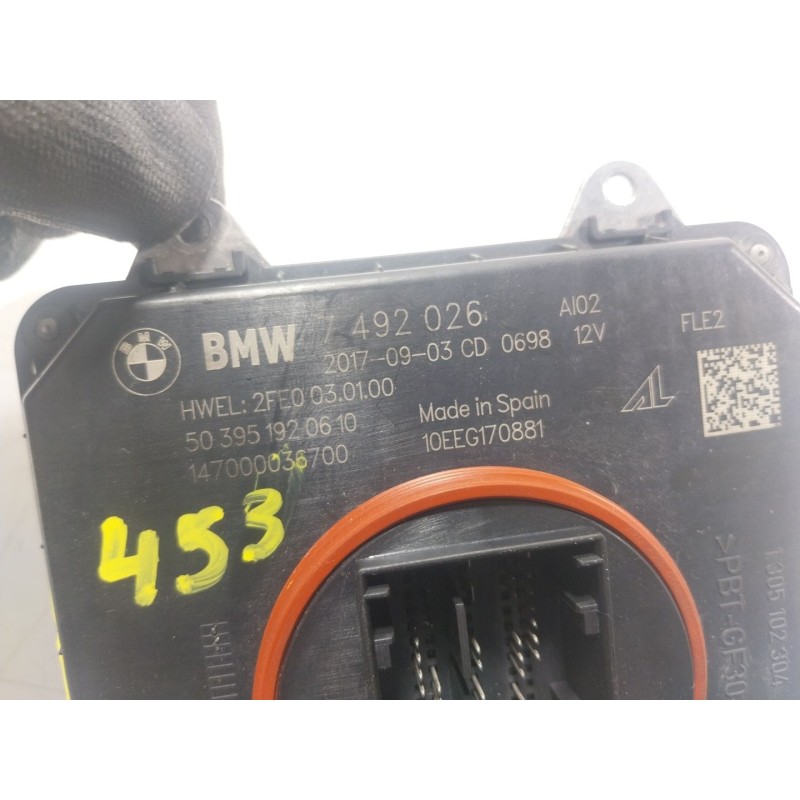 BMW 7 492 026 AI02 FLE2
2017-09-03 CD 0698 12V
HWEL: 2FE0 03.01.00
50 395 192 06 10
147000036700
Made in Spain
10EEG170881
AL
453
1 305 102 304
>PBT-GF30